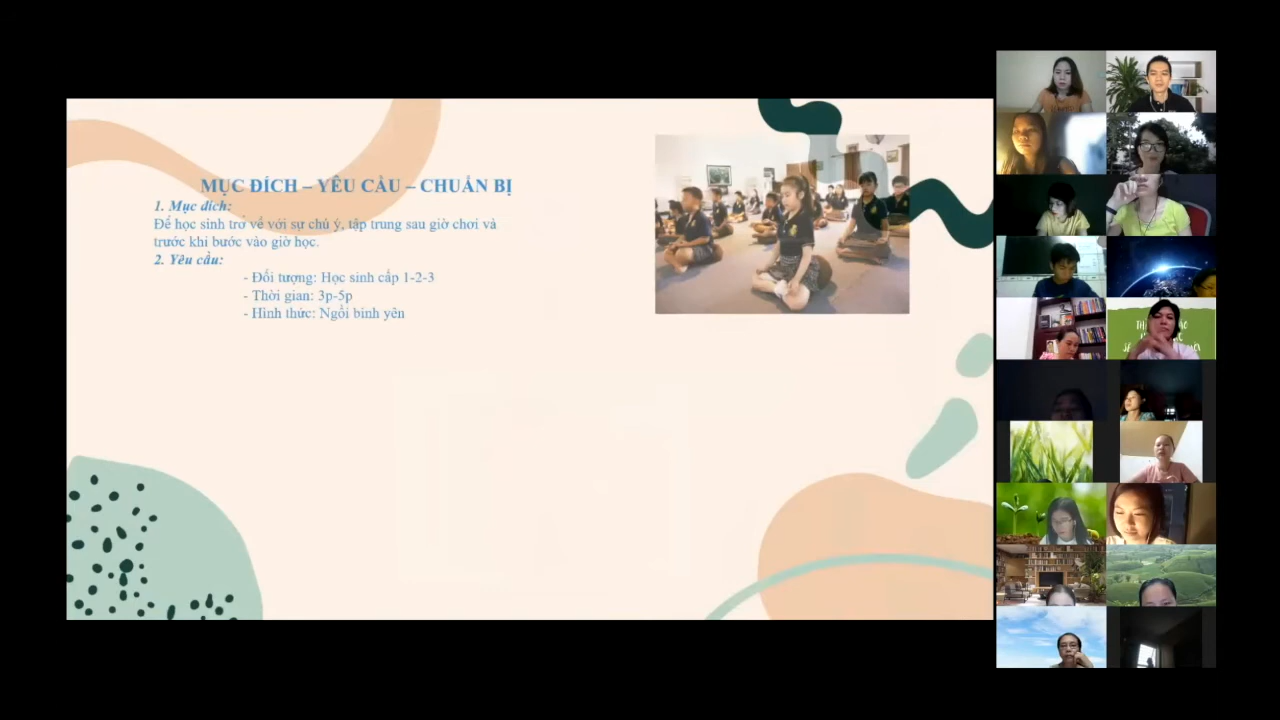 MỤC ĐÍCH – YÊU CẦU – CHUẨN BỊ
1. Mục đích:
Để học sinh trở về với sự chú ý, tập trung sau giờ chơi và
trước khi bước vào giờ học.
2. Yêu cầu:
- Đối tượng: Học sinh cấp 1-2-3
- Thời gian: 3p-5p
- Hình thức: Ngồi bình yên